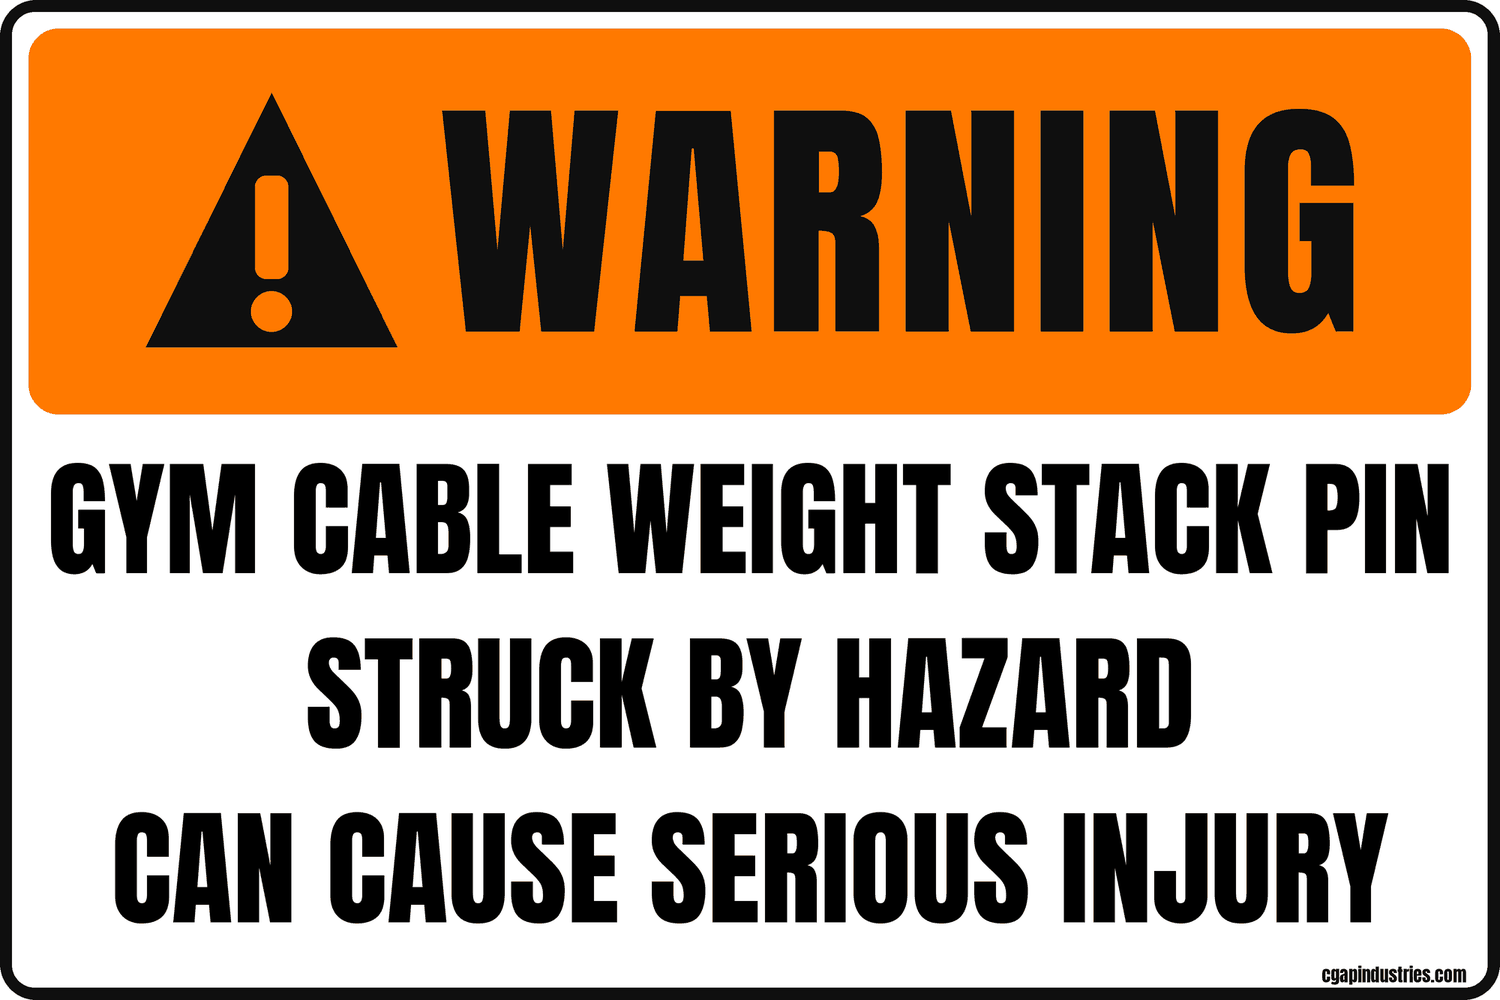 WARNING
GYM CABLE WEIGHT STACK PIN
STRUCK BY HAZARD
CAN CAUSE SERIOUS INJURY
cgapindustries.com